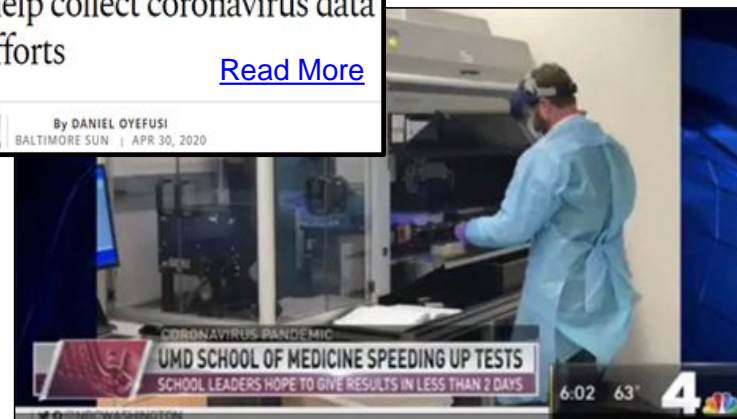 help collect coronavirus data
fforts
Read More
By DANIEL OYEFUSI
BALTIMORE SUN | APR 30, 2020
CORONAVIRUS PANDEMIC
UMD SCHOOL OF MEDICINE SPEEDING UP TESTS
SCHOOL LEADERS HOPE TO GIVE RESULTS IN LESS THAN 2 DAYS
6:02 63°
4
@NBCWASHINGTON